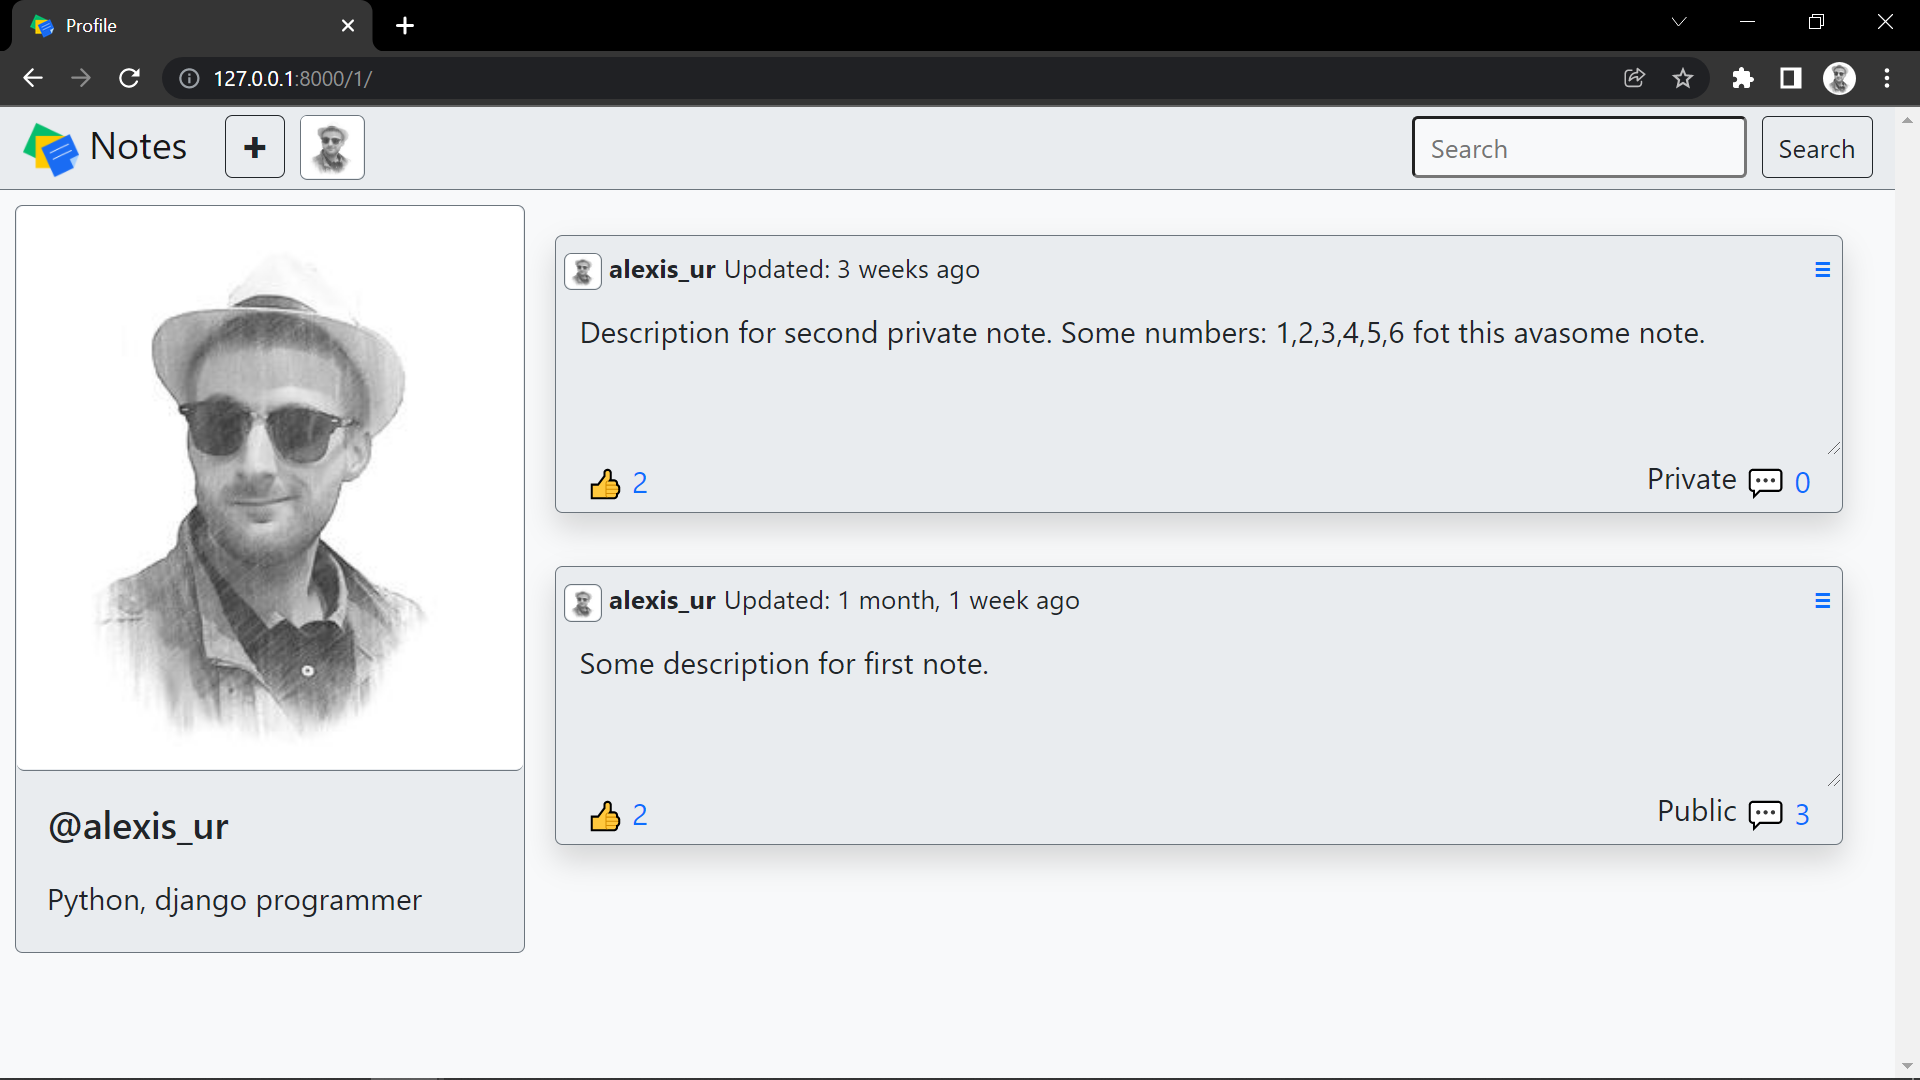 Profile
127.0.0.1:8000/1/
Notes
+
Search
Search
alexis_ur Updated: 3 weeks ago
Description for second private note. Some numbers: 1,2,3,4,5,6 fot this avasome note.
2
Private 0
alexis_ur Updated: 1 month, 1 week ago
Some description for first note.
2
Public 3
@alexis_ur
Python, django programmer